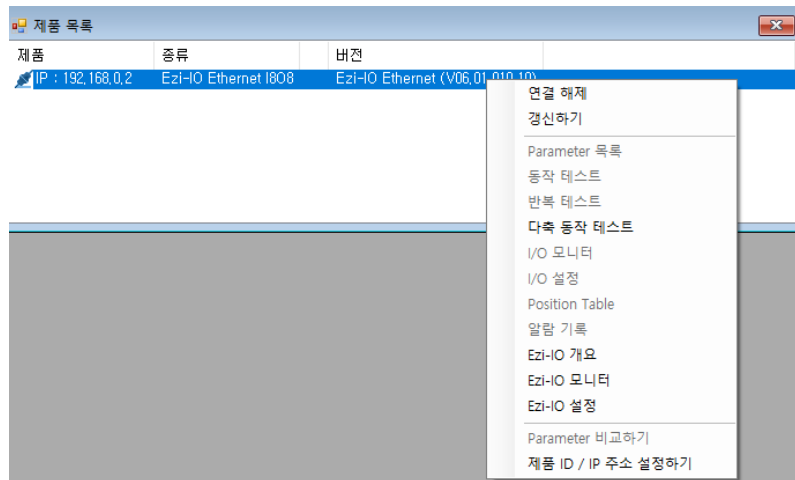 제품 목록
제품 종류 버전
IP : 192,168,0,2 Ezi-IO Ethernet I8O8 Ezi-IO Ethernet (V06,01,010,10)
연결 해제
갱신하기
Parameter 목록
동작 테스트
반복 테스트
다축 동작 테스트
I/O 모니터
I/O 설정
Position Table
알람 기록
Ezi-IO 개요
Ezi-IO 모니터
Ezi-IO 설정
Parameter 비교하기
제품 ID / IP 주소 설정하기